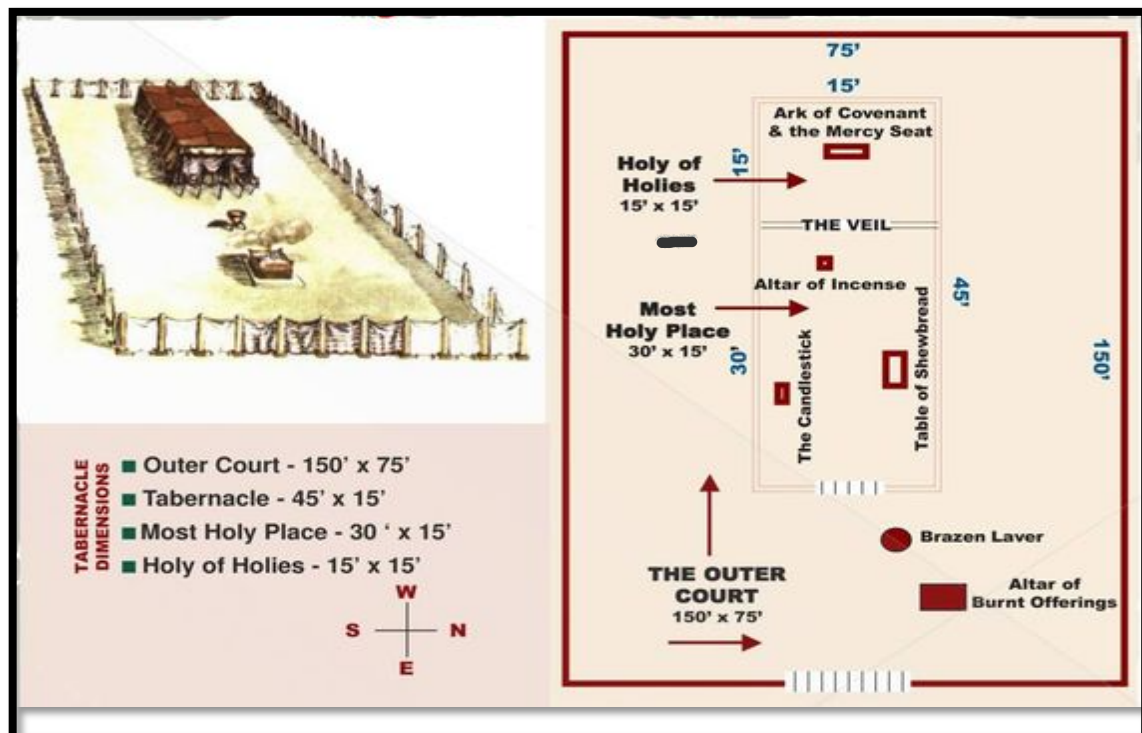 TABERNACLE
DIMENSIONS
Outer Court - 150' x 75'
Tabernacle - 45' x 15'
Most Holy Place - 30 ' x 15'
Holy of Holies - 15' x 15'
W
S
N
E
75'
15'
Ark of Covenant
& the Mercy Seat
Holy of
Holies
15' x 15'
15'
THE VEIL
Altar of Incense
Most
Holy Place
30' x 15'
30'
45'
150'
The Candlestick
Table of Shewbread
Brazen Laver
THE OUTER
COURT
150' x 75'
Altar of
Burnt Offerings